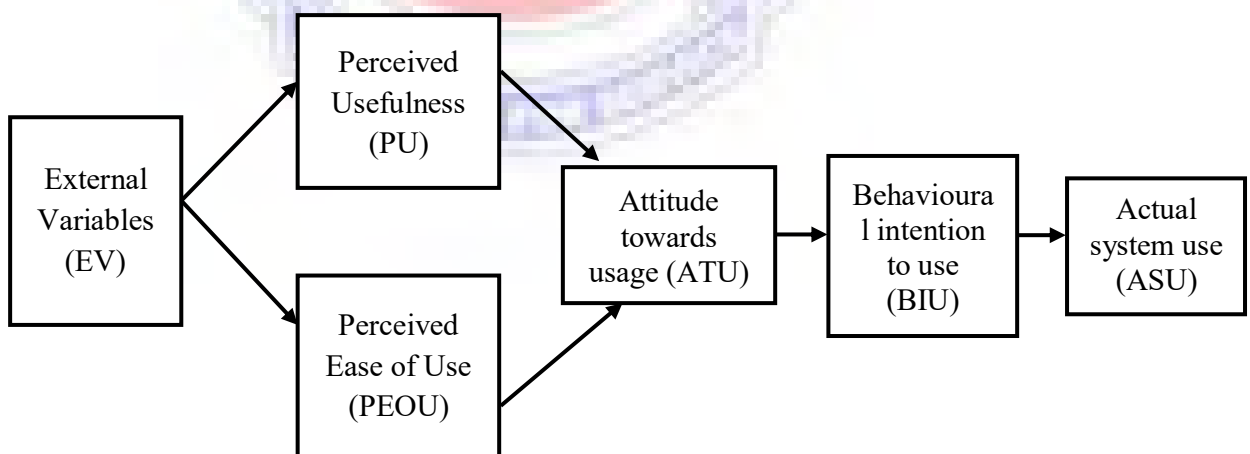 External
Variables
(EV)
Perceived
Usefulness
(PU)
Perceived
Ease of Use
(PEOU)
Attitude
towards
usage (ATU)
Behavioura
l intention
to use
(BIU)
Actual
system use
(ASU)